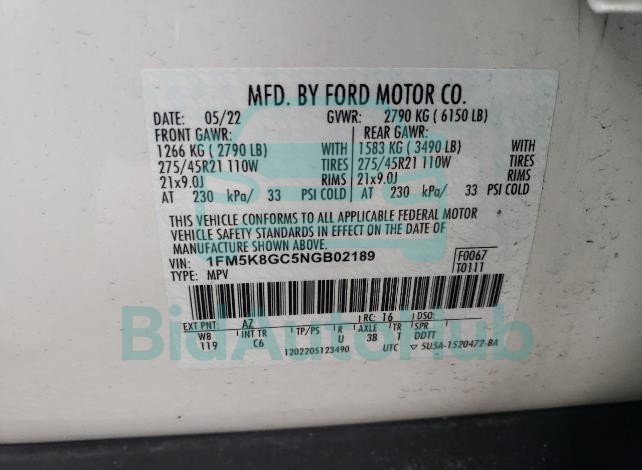 MFD. BY FORD MOTOR CO.
DATE: 05/22 GVWR: 2790 KG ( 6150 LB)
FRONT GAWR: REAR GAWR:
1266 KG ( 2790 LB) WITH 1583 KG ( 3490 LB) WITH
275/45R21 110W TIRES 275/45R21 110W TIRES
21x9.0J RIMS 21x9.0J RIMS
AT 230 kPa/ 33 PSI COLD AT 230 kPa/ 33 PSI COLD
THIS VEHICLE CONFORMS TO ALL APPLICABLE FEDERAL MOTOR
VEHICLE SAFETY STANDARDS IN EFFECT ON THE DATE OF
MANUFACTURE SHOWN ABOVE.
VIN: 1FM5K8GC5NGB02189 F0067
TYPE: MPV T0111
EXT PNT: AZ RC: 16 DSO:
WB INT TR TP/PS R AXLE TR SPR
119 C6 1202205123490 U 3B T DDTT
UTC 5U5A-1520472-BA
BidAutoHub